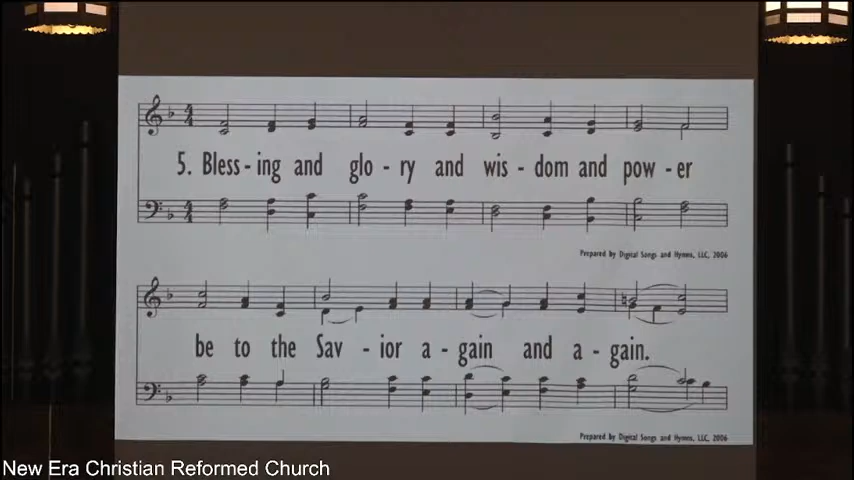 5. Bless - ing and glo - ry and wis - dom and pow - er
Prepared by Digital Songs and Hymns, LLC, 2006
be to the Sav - ior a - gain and a - gain.
Prepared by Digital Songs and Hymns, LLC, 2006
New Era Christian Reformed Church